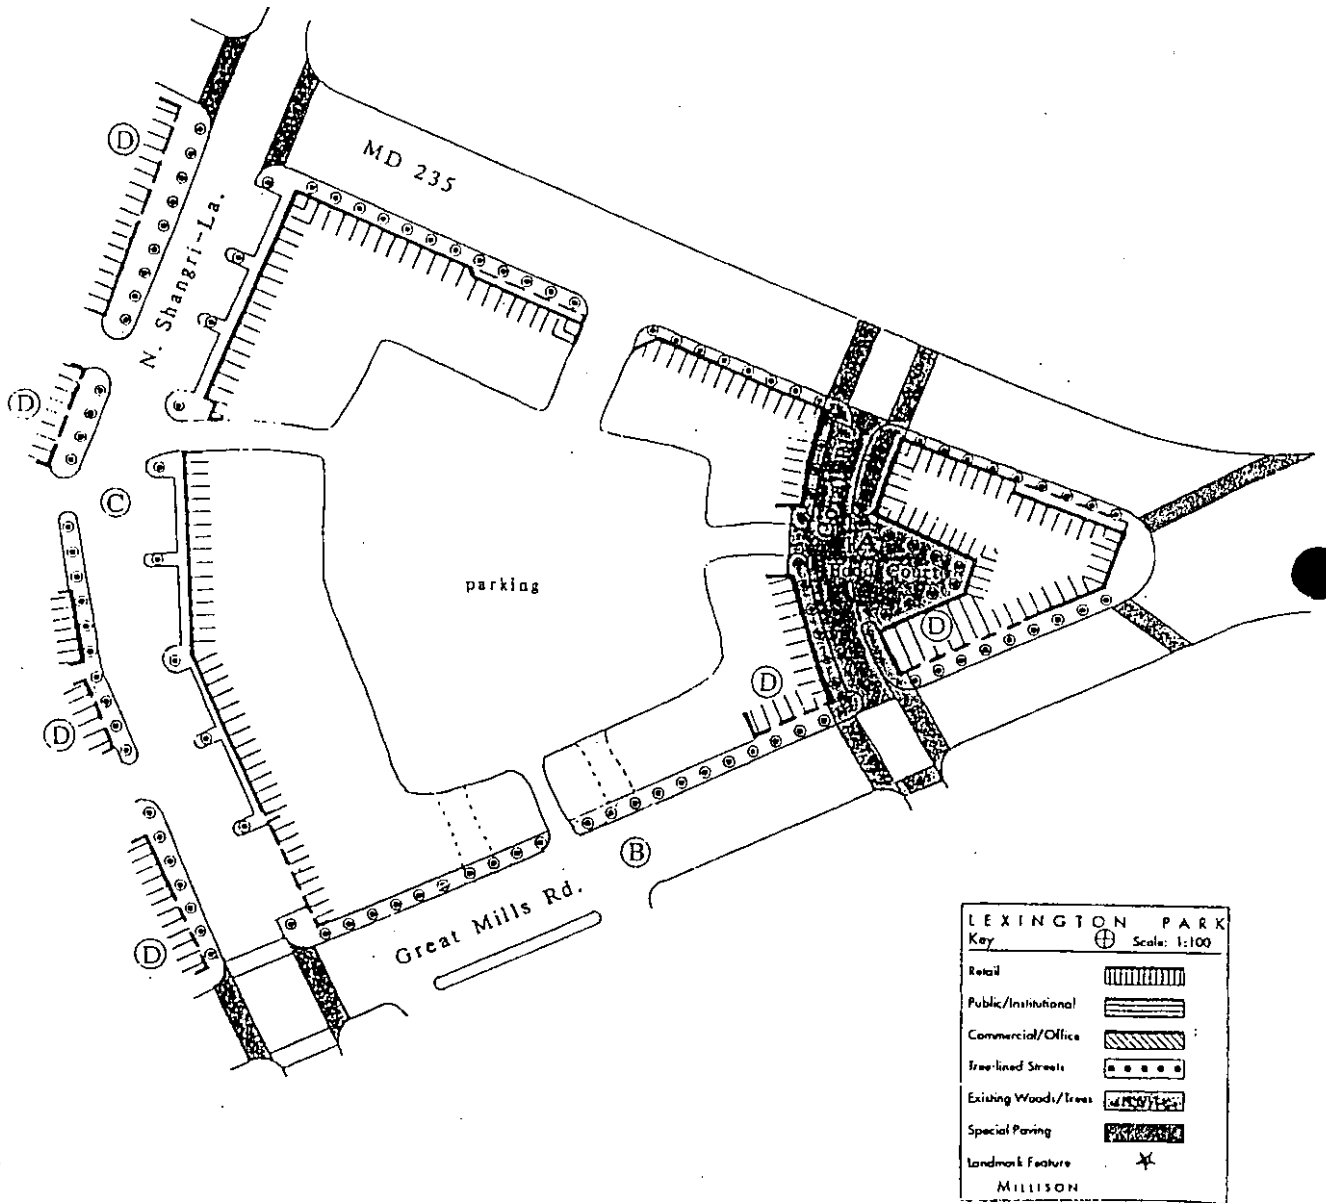 D
MD 235
N. Shangri-La.
D
C
A
Food Court
parking
D
D
D
B
D
Great Mills Rd.
LEXINGTON PARK
Key Scale: 1:100
Retail
Public/Institutional
Commercial/Office
Tree-lined Streets
Existing Woods/Trees
Special Paving
Landmark Feature
MILLISON